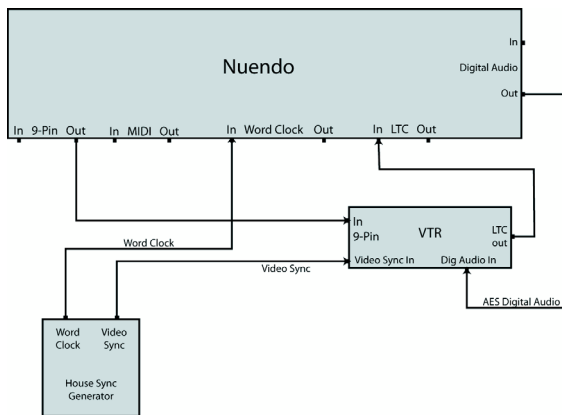 Nuendo
In
Digital Audio
Out
In 9-Pin Out In MIDI Out In Word Clock Out In LTC Out
In
9-Pin
VTR
LTC
out
Video Sync In Dig Audio In
Word Clock
Video Sync
AES Digital Audio
Word
Clock
Video
Sync
House Sync
Generator